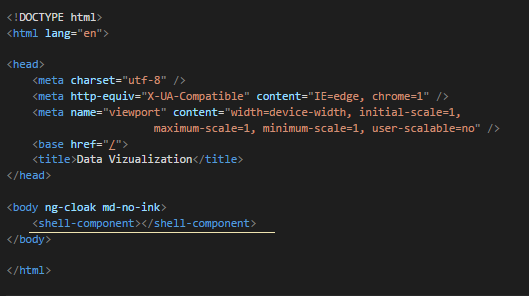 <!DOCTYPE html>
<html lang="en">
<head>
<meta charset="utf-8" />
<meta http-equiv="X-UA-Compatible" content="IE=edge, chrome=1" />
<meta name="viewport" content="width=device-width, initial-scale=1,
maximum-scale=1, minimum-scale=1, user-scalable=no" />
<base href="/">
<title>Data Vizualization</title>
</head>
<body ng-cloak md-no-ink>
<shell-component></shell-component>
</body>
</html>